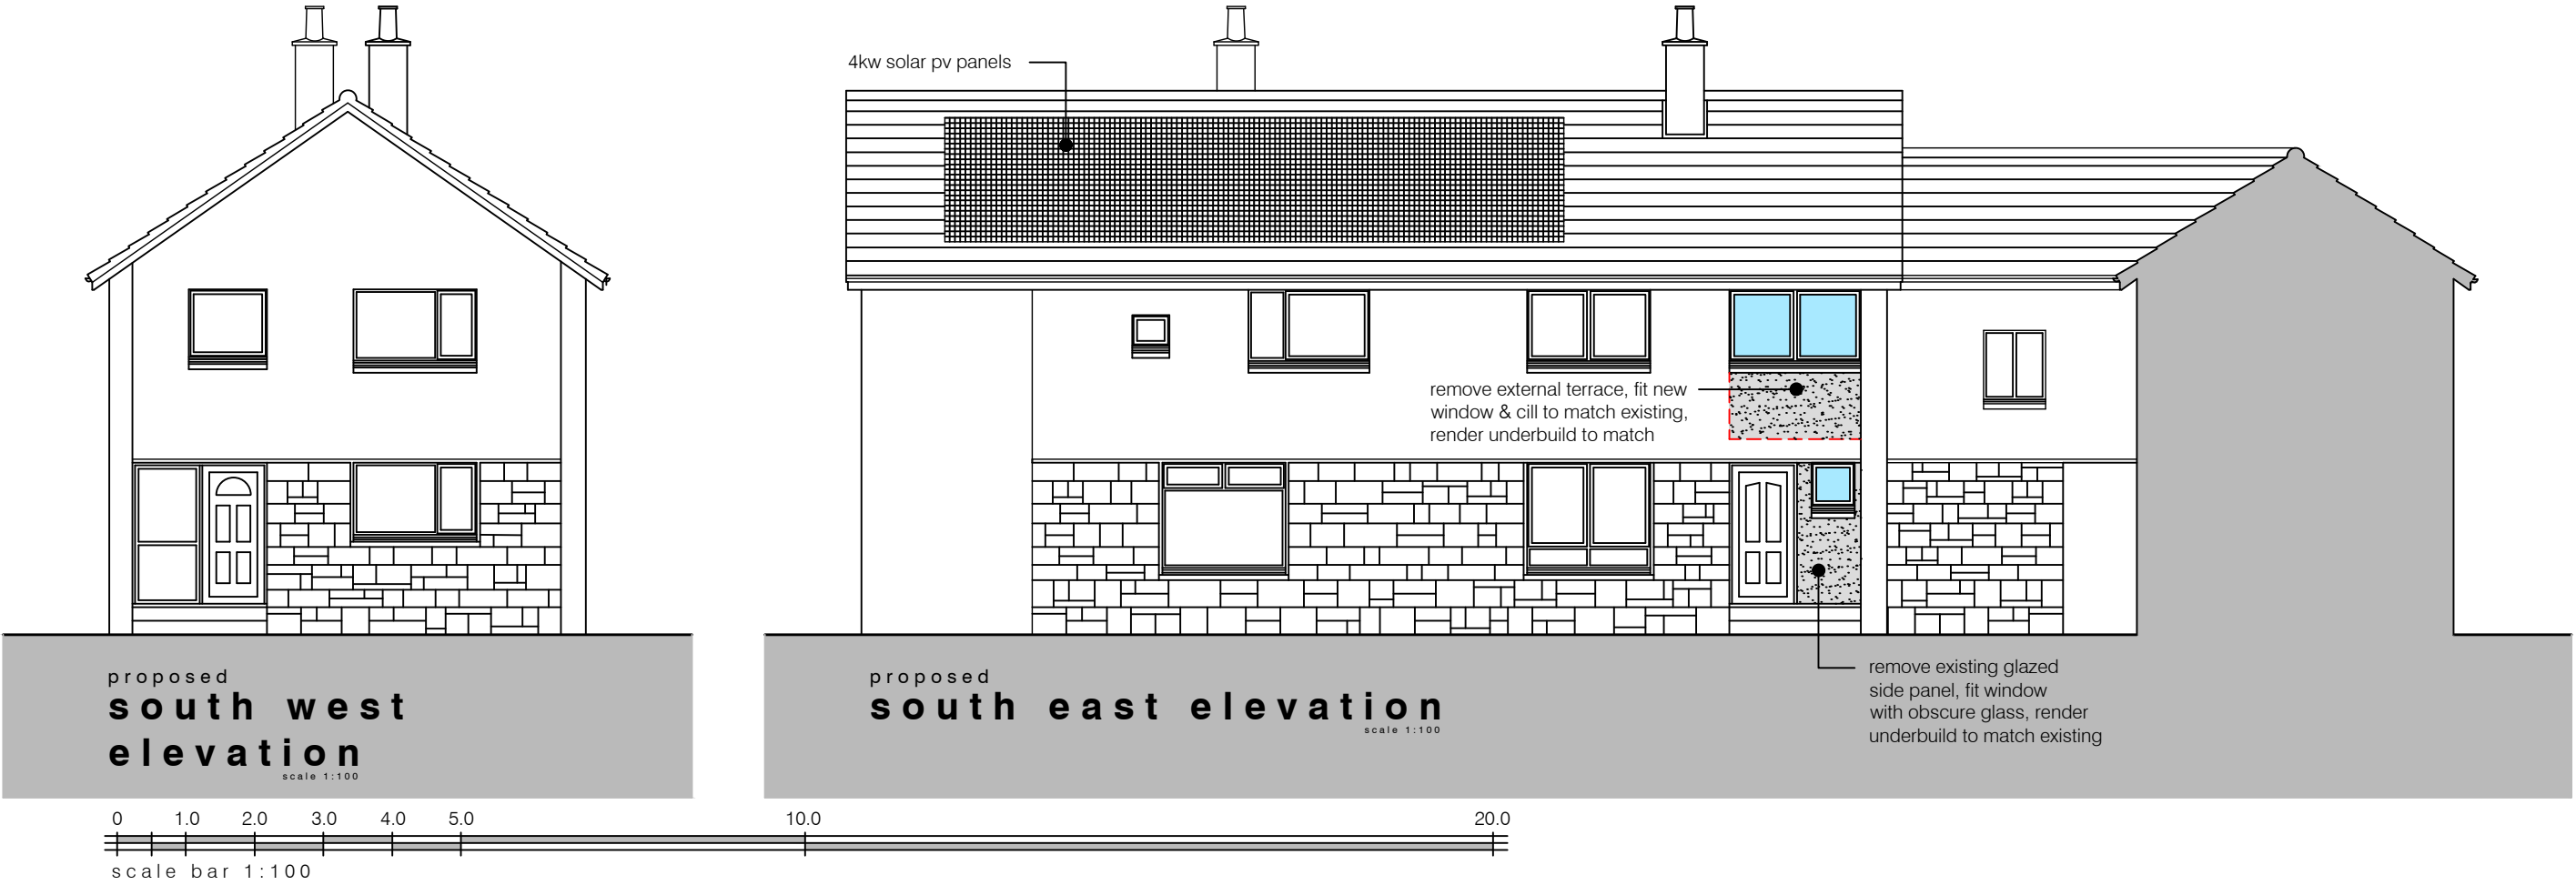 4kw solar pv panels
remove external terrace, fit new
window & cill to match existing,
render underbuild to match
proposed
south west
elevation
scale 1:100
proposed
south east elevation
scale 1:100
remove existing glazed
side panel, fit window
with obscure glass, render
underbuild to match existing
0 1.0 2.0 3.0 4.0 5.0 10.0 20.0
scale bar 1:100